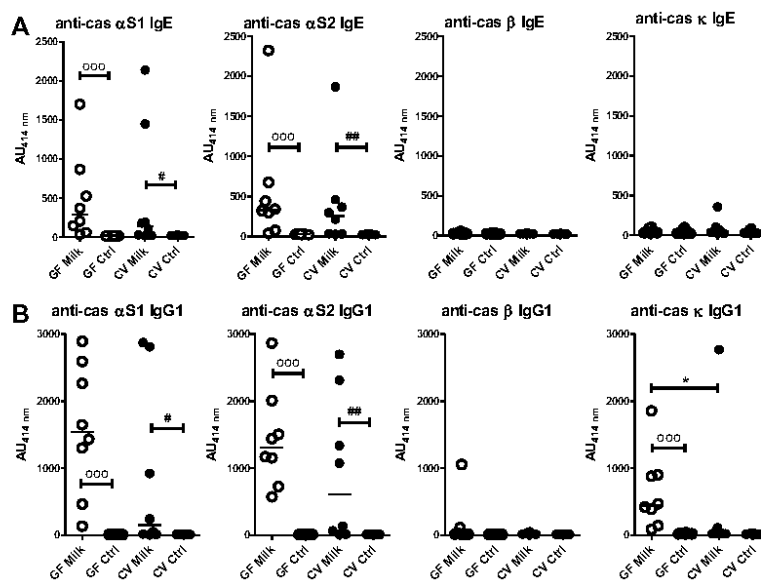 A
anti-cas αS1 IgE
AU414 nm
2500
2000
1500
1000
500
0
ooo
#
GF Milk
GF Ctrl
CV Milk
CV Ctrl
anti-cas αS2 IgE
AU414 nm
2500
2000
1500
1000
500
0
ooo
##
GF Milk
GF Ctrl
CV Milk
CV Ctrl
anti-cas β IgE
AU414 nm
2500
2000
1500
1000
500
0
GF Milk
GF Ctrl
CV Milk
CV Ctrl
anti-cas κ IgE
AU414 nm
2500
2000
1500
1000
500
0
GF Milk
GF Ctrl
CV Milk
CV Ctrl
B
anti-cas αS1 IgG1
AU414 nm
3000
2000
1000
0
ooo
#
GF Milk
GF Ctrl
CV Milk
CV Ctrl
anti-cas αS2 IgG1
AU414 nm
3000
2000
1000
0
ooo
##
GF Milk
GF Ctrl
CV Milk
CV Ctrl
anti-cas β IgG1
AU414 nm
3000
2000
1000
0
GF Milk
GF Ctrl
CV Milk
CV Ctrl
anti-cas κ IgG1
AU414 nm
3000
2000
1000
0
*
ooo
GF Milk
GF Ctrl
CV Milk
CV Ctrl